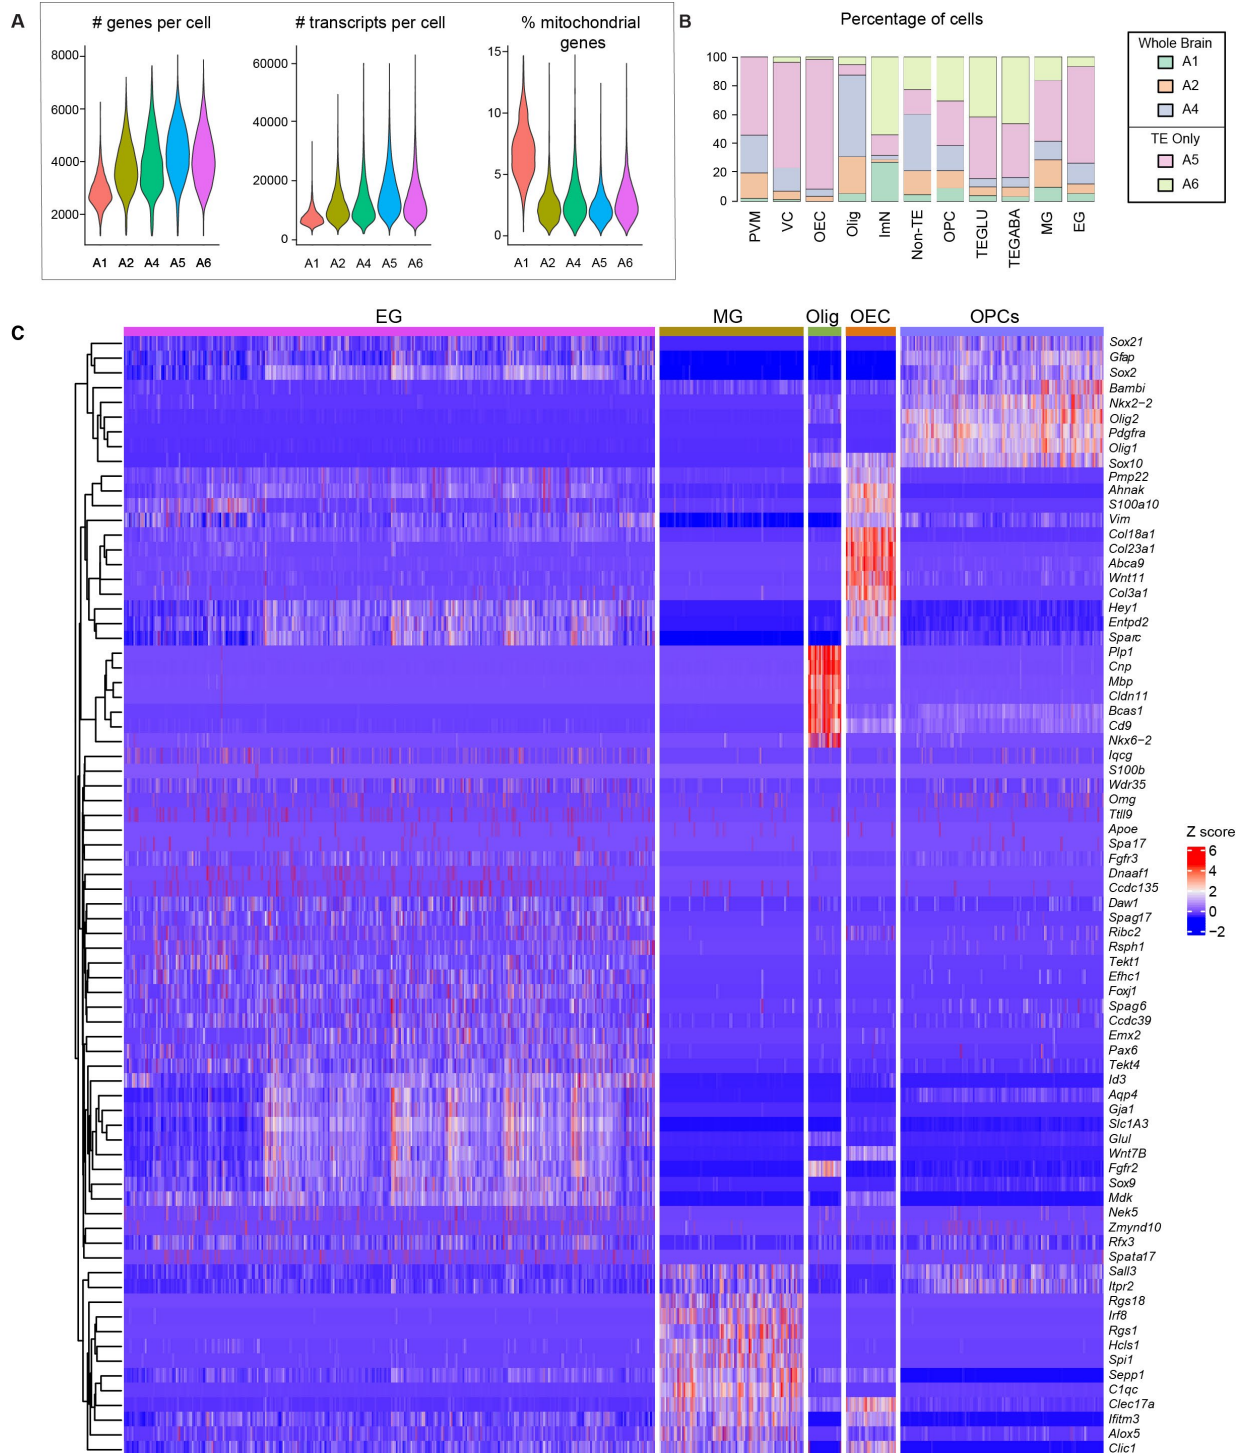 A
# genes per cell
8000
6000
4000
2000
A1 A2 A4 A5 A6
# transcripts per cell
60000
40000
20000
0
A1 A2 A4 A5 A6
% mitochondrial
genes
15
10
5
0
A1 A2 A4 A5 A6
B
Percentage of cells
100
80
60
40
20
0
PVM
VC
OEC
Olig
ImN
Non-TE
OPC
TEGLU
TEGABA
MG
EG
Whole Brain
A1
A2
A4
TE Only
A5
A6
C
EG MG Olig OEC OPCs
Sox21
Gfap
Sox2
Bambi
Nkx2−2
Olig2
Pdgfra
Olig1
Sox10
Pmp22
Ahnak
S100a10
Vim
Col18a1
Col23a1
Abca9
Wnt11
Col3a1
Hey1
Entpd2
Sparc
Plp1
Cnp
Mbp
Cldn11
Bcas1
Cd9
Nkx6−2
Iqcg
S100b
Wdr35
Omg
Ttll9
Apoe
Spa17
Fgfr3
Dnaaf1
Ccdc135
Daw1
Spag17
Ribc2
Rsph1
Tekt1
Efhc1
Foxj1
Spag6
Ccdc39
Emx2
Pax6
Tekt4
Id3
Aqp4
Gja1
Slc1A3
Glul
Wnt7B
Fgfr2
Sox9
Mdk
Nek5
Zmynd10
Rfx3
Spata17
Sall3
Itpr2
Rgs18
Irf8
Rgs1
Hcls1
Spi1
Sepp1
C1qc
Clec17a
Ifitm3
Alox5
Clic1
Z score
6
4
2
0
−2